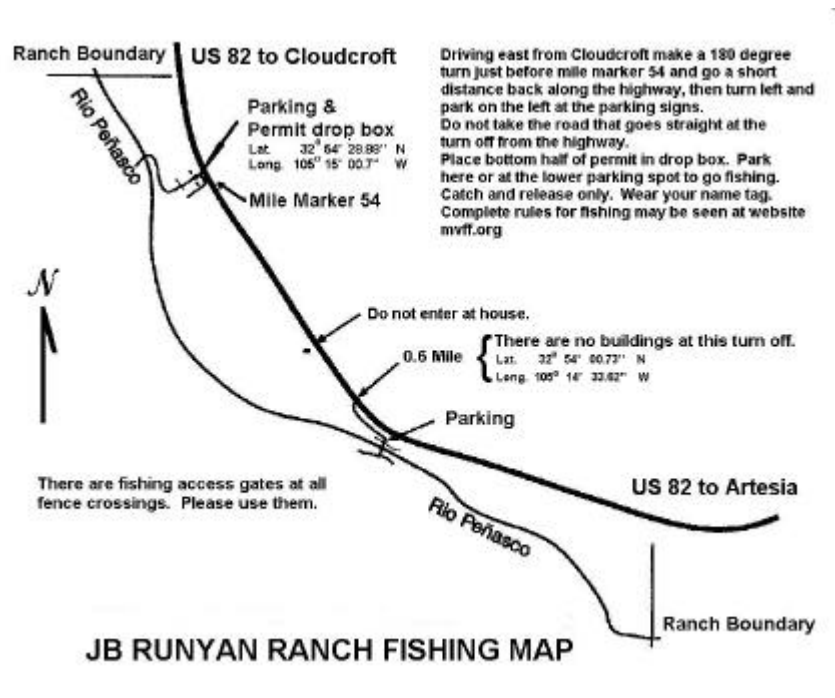 Ranch Boundary
US 82 to Cloudcroft
Driving east from Cloudcroft make a 180 degree
turn just before mile marker 54 and go a short
distance back along the highway, then turn left and
park on the left at the parking signs.
Do not take the road that goes straight at the
turn off from the highway.
Place bottom half of permit in drop box. Park
here or at the lower parking spot to go fishing.
Catch and release only. Wear your name tag.
Complete rules for fishing may be seen at website
mvff.org
Rio Peñasco
Parking &
Permit drop box
Lat. 32° 54' 28.98" N
Long. 105° 15' 00.7" W
Mile Marker 54
N
Do not enter at house.
0.6 Mile
There are no buildings at this turn off.
Lat. 32° 54' 00.73" N
Long. 105° 14' 33.62" W
Parking
There are fishing access gates at all
fence crossings. Please use them.
US 82 to Artesia
Rio Peñasco
Ranch Boundary
JB RUNYAN RANCH FISHING MAP